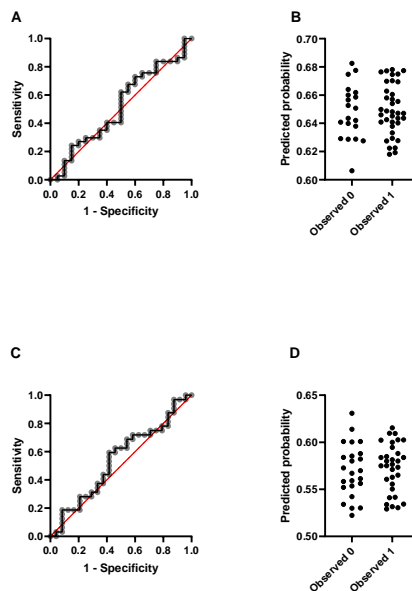 A
Sensitivity
1.0
0.8
0.6
0.4
0.2
0.0
0.0 0.2 0.4 0.6 0.8 1.0
1 - Specificity
B
Predicted probability
0.70
0.68
0.66
0.64
0.62
0.60
Observed 0
Observed 1
C
Sensitivity
1.0
0.8
0.6
0.4
0.2
0.0
0.0 0.2 0.4 0.6 0.8 1.0
1 - Specificity
D
Predicted probability
0.65
0.60
0.55
0.50
Observed 0
Observed 1